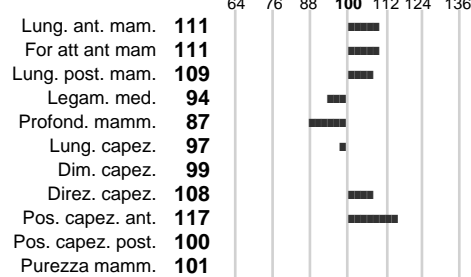 64 76 88 100 112 124 136
Lung. ant. mam. 111
For att ant mam 111
Lung. post. mam. 109
Legam. med. 94
Profond. mamm. 87
Lung. capez. 97
Dim. capez. 99
Direz. capez. 108
Pos. capez. ant. 117
Pos. capez. post. 100
Purezza mamm. 101